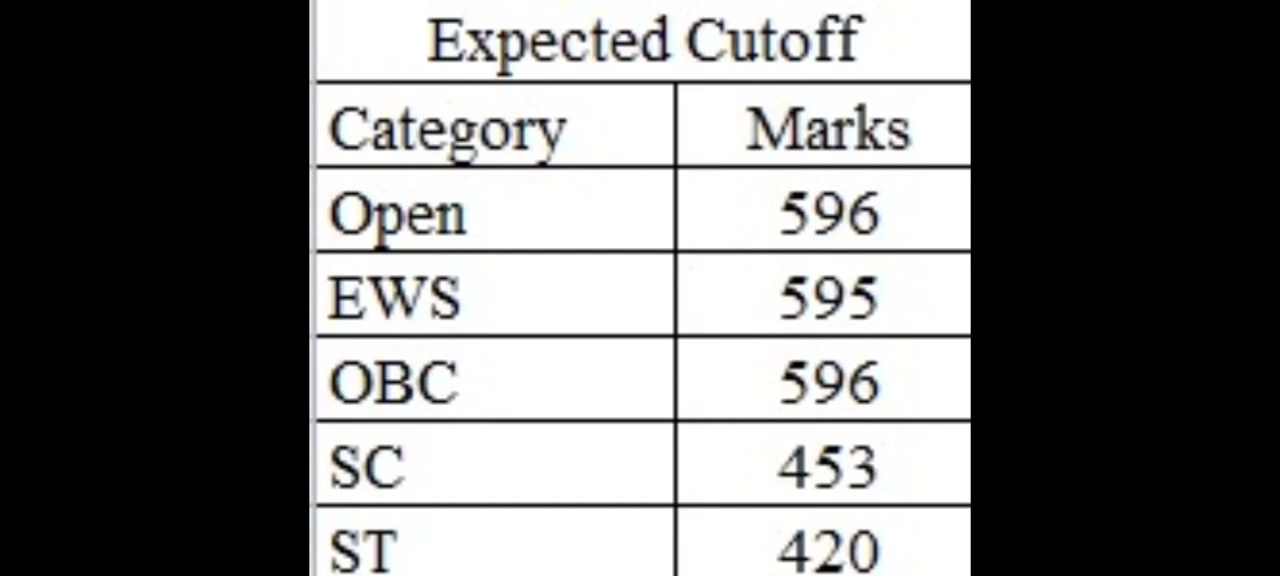 Expected Cutoff
Category Marks
Open 596
EWS 595
OBC 596
SC 453
ST 420